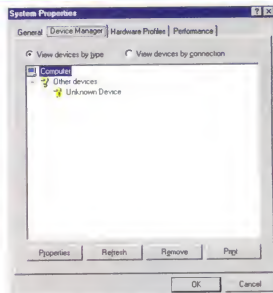 System Properties
General Device Manager Hardware Profiles Performance
View devices by type View devices by connection
Computer
Other devices
Unknown Device
Properties Refresh Remove Print
OK Cancel